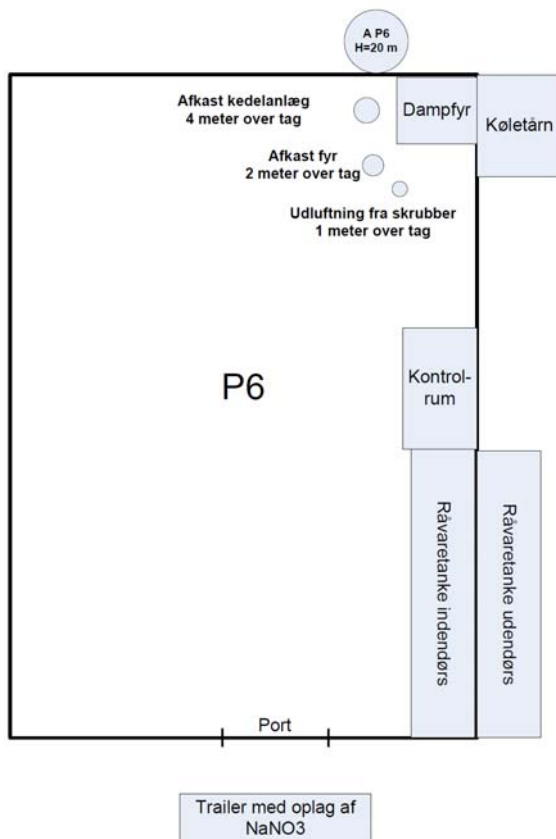 A P6
H=20 m
Afkast kedelanlæg
4 meter over tag
Dampfyr
Køletårn
Afkast fyr
2 meter over tag
Udluftning fra skrubber
1 meter over tag
P6
Kontrol-
rum
Råvaretanke indendørs
Råvaretanke udendørs
Port
Trailer med oplag af
NaNO3